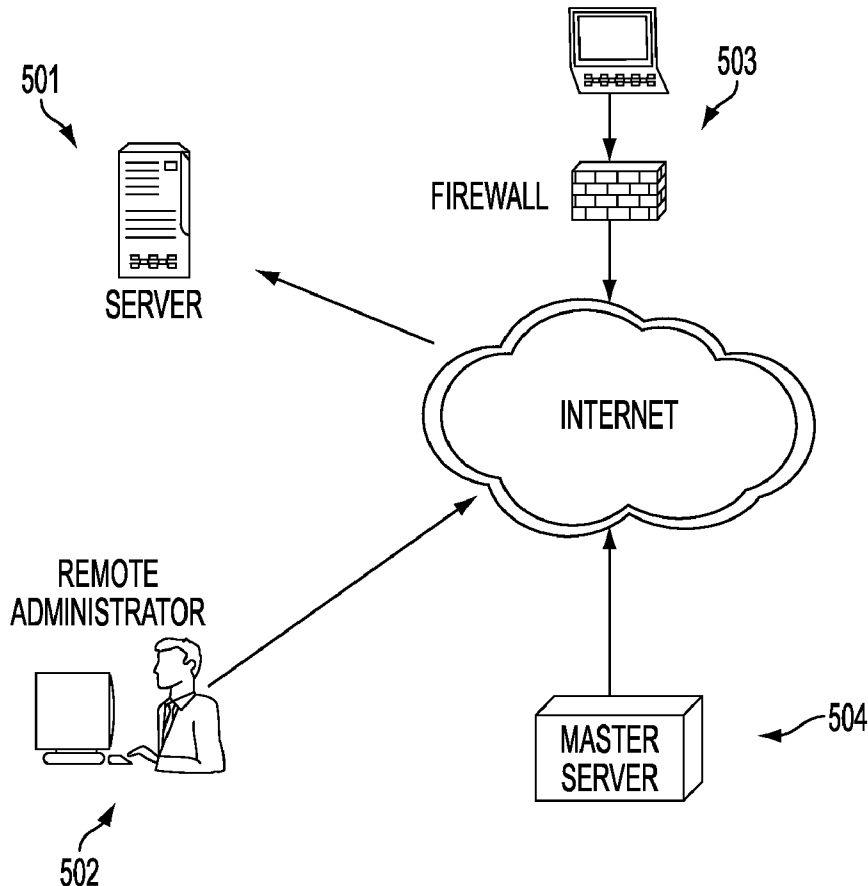 501
503
FIREWALL
SERVER
INTERNET
REMOTE
ADMINISTRATOR
MASTER
SERVER
504
502